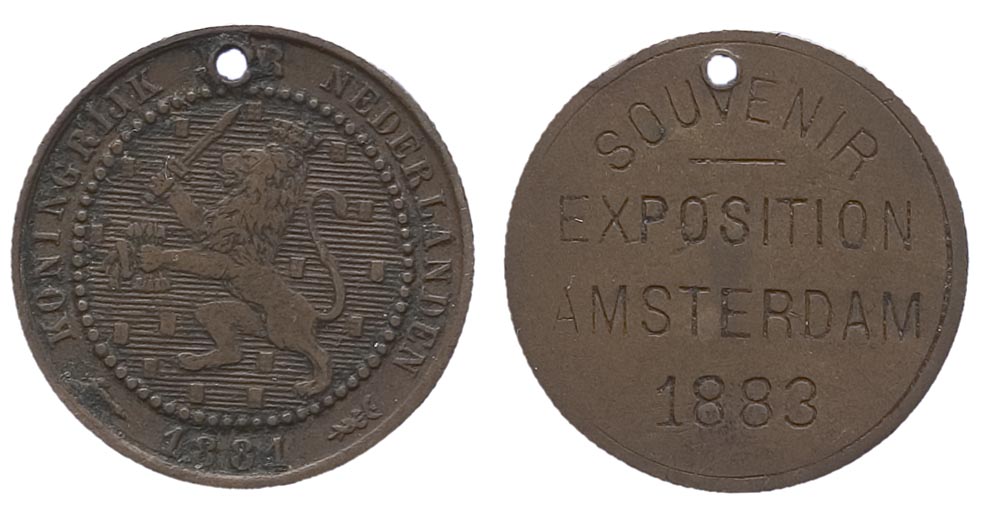 KONINGRIJK DER NEDERLANDEN
1881
SOUVENIR
EXPOSITION
AMSTERDAM
1883